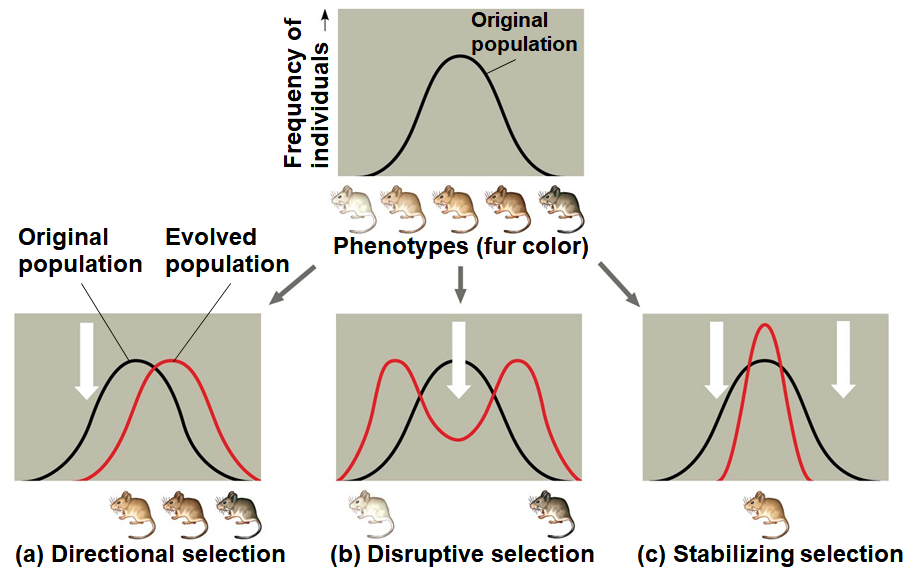 Frequency of
individuals
Original
population
Phenotypes (fur color)
Original
population
Evolved
population
(a) Directional selection
(b) Disruptive selection
(c) Stabilizing selection